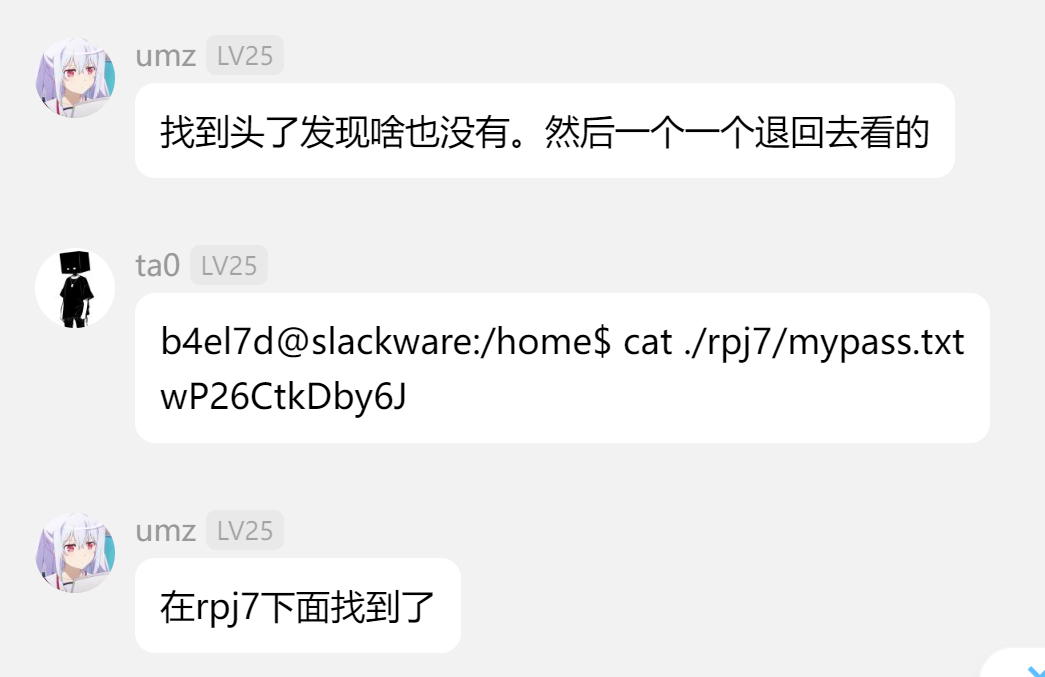 umz LV25
找到头了发现啥也没有。然后一个一个退回去看的
ta0 LV25
b4el7d@slackware:/home$ cat ./rpj7/mypass.txt
wP26CtkDby6J
umz LV25
在rpj7下面找到了